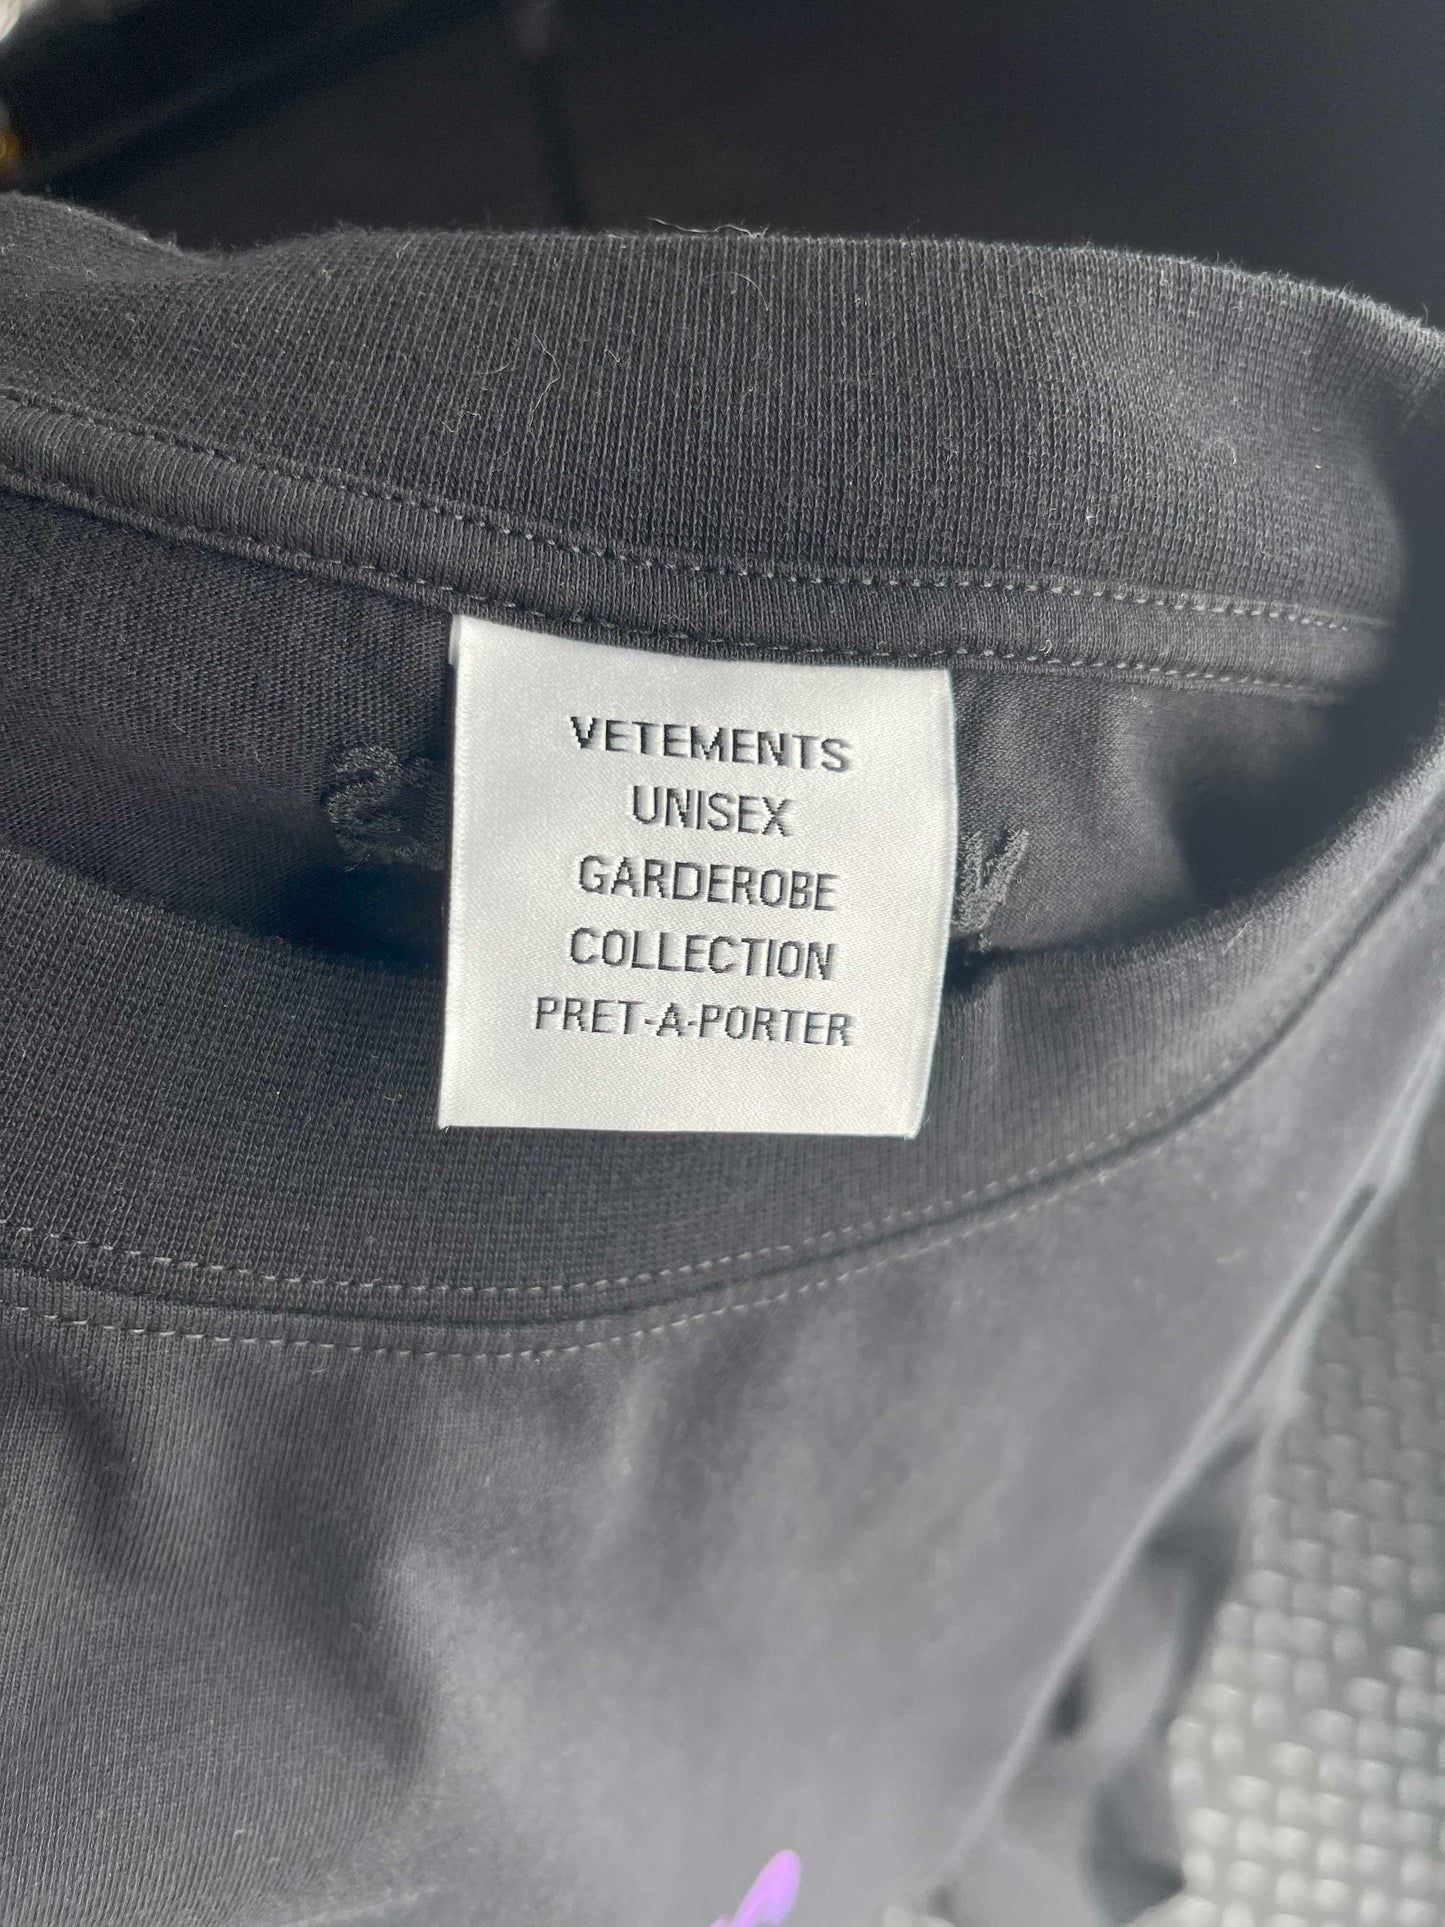 VETEMENTS
UNISEX
GARDEROBE
COLLECTION
PRET-A-PORTER